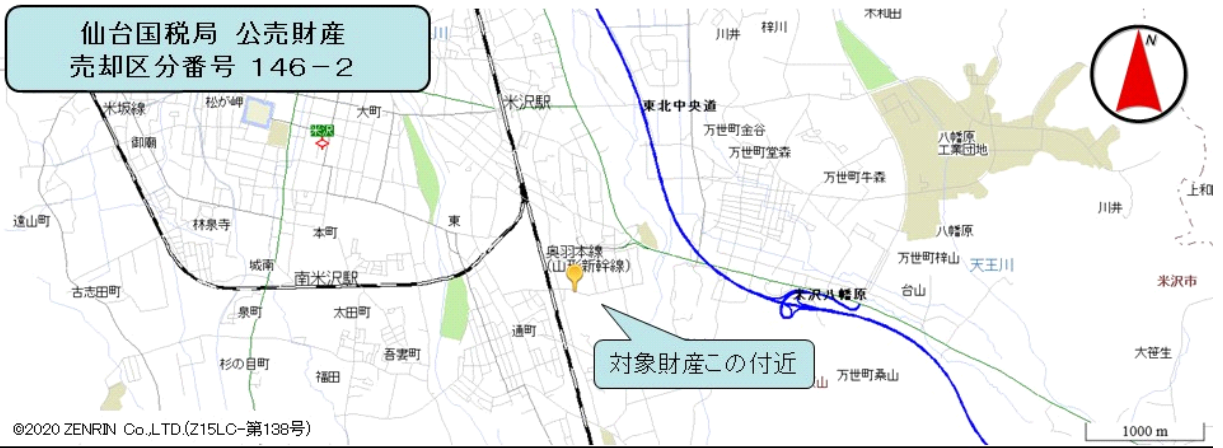 仙台国税局 公売財産
売却区分番号 146－2
川
木和田
梓川
川井
N
米坂線
松が岬
大町
米沢駅
東北中央道
米沢
御廟
万世町金谷
万世町堂森
八幡原
工業団地
万世町牛森
上和
川井
遠山町
林泉寺
本町
東
八幡原
奥羽本線
(山形新幹線)
万世町梓山
天王川
城南
南米沢駅
米沢市
古志田町
米沢八幡原
台山
泉町
太田町
通町
吾妻町
対象財産この付近
大笹生
杉の目町
福田
山
万世町桑山
©2020 ZENRIN Co.,LTD.(Z15LC-第138号)
1000 m